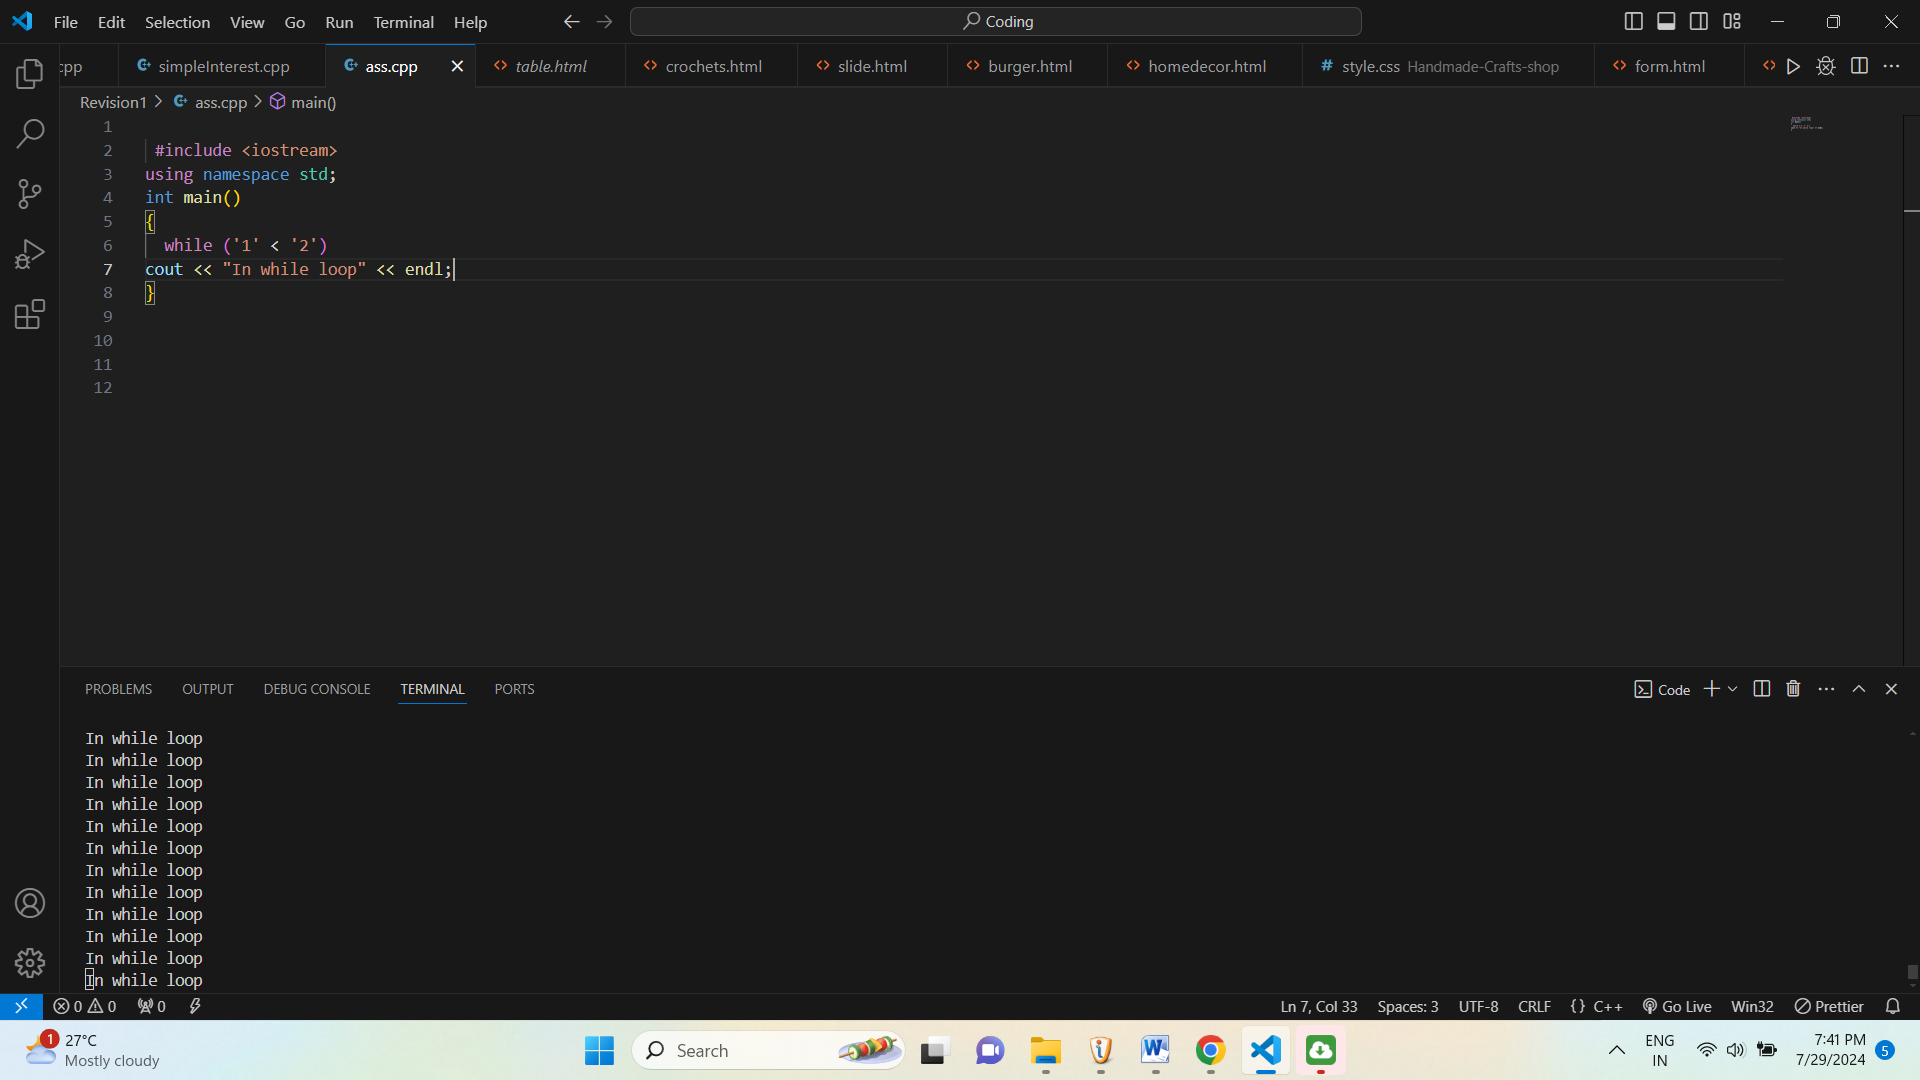 File Edit Selection View Go Run Terminal Help Coding
cpp simpleInterest.cpp ass.cpp table.html crochets.html slide.html burger.html homedecor.html style.css Handmade-Crafts-shop form.html
Revision1 > ass.cpp > main()
1
2 #include <iostream>
3 using namespace std;
4 int main()
5 {
6 while ('1' < '2')
7 cout << "In while loop" << endl;
8 }
9
10
11
12
PROBLEMS OUTPUT DEBUG CONSOLE TERMINAL PORTS Code
In while loop
In while loop
In while loop
In while loop
In while loop
In while loop
In while loop
In while loop
In while loop
In while loop
In while loop
In while loop
0 0 0 Ln 7, Col 33 Spaces: 3 UTF-8 CRLF {} C++ Go Live Win32 Prettier
1 27°C
Mostly cloudy
Search
ENG
IN
7:41 PM
7/29/2024
5